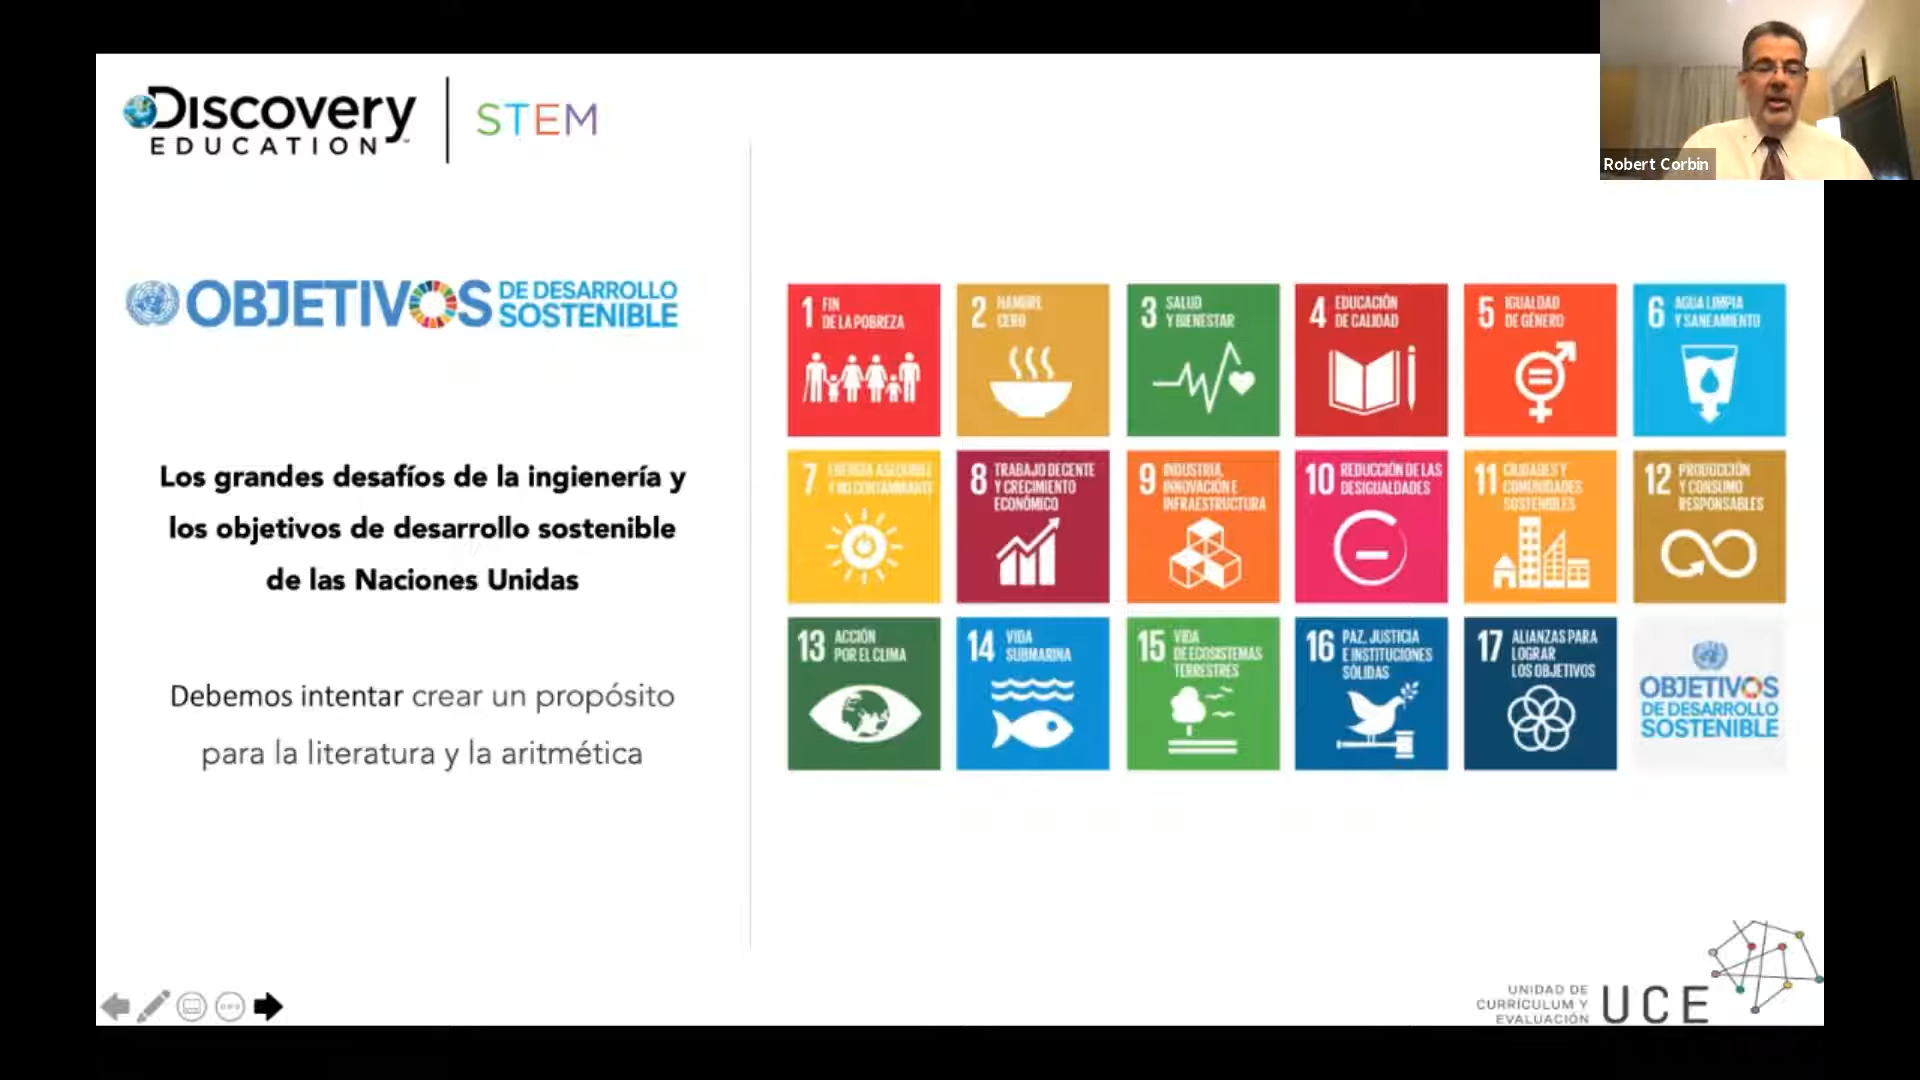 Discovery
EDUCATION
STEM
Robert Corbin
OBJETIVOS
DE DESARROLLO
SOSTENIBLE
Los grandes desafíos de la ingienería y
los objetivos de desarrollo sostenible
de las Naciones Unidas
Debemos intentar crear un propósito
para la literatura y la aritmética
1 FIN
DE LA POBREZA
2 HAMBRE
CERO
3 SALUD
Y BIENESTAR
4 EDUCACIÓN
DE CALIDAD
5 IGUALDAD
DE GÉNERO
6 AGUA LIMPIA
Y SANEAMIENTO
7 ENERGÍA ASEQUIBLE
Y NO CONTAMINANTE
8 TRABAJO DECENTE
Y CRECIMIENTO
ECONÓMICO
9 INDUSTRIA,
INNOVACIÓN E
INFRAESTRUCTURA
10 REDUCCIÓN DE LAS
DESIGUALDADES
11 CIUDADES Y
COMUNIDADES
SOSTENIBLES
12 PRODUCCIÓN
Y CONSUMO
RESPONSABLES
13 ACCIÓN
POR EL CLIMA
14 VIDA
SUBMARINA
15 VIDA
DE ECOSISTEMAS
TERRESTRES
16 PAZ, JUSTICIA
E INSTITUCIONES
SÓLIDAS
17 ALIANZAS PARA
LOGRAR
LOS OBJETIVOS
OBJETIVOS
DE DESARROLLO
SOSTENIBLE
UNIDAD DE
CURRÍCULUM Y
EVALUACIÓN
UCE